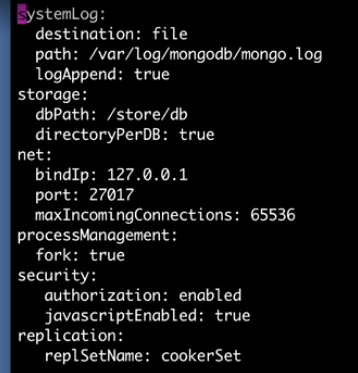 systemLog:
  destination: file
  path: /var/log/mongodb/mongo.log
  logAppend: true
storage:
  dbPath: /store/db
  directoryPerDB: true
net:
  bindIp: 127.0.0.1
  port: 27017
  maxIncomingConnections: 65536
processManagement:
  fork: true
security:
   authorization: enabled
   javascriptEnabled: true
replication:
   replSetName: cookerSet